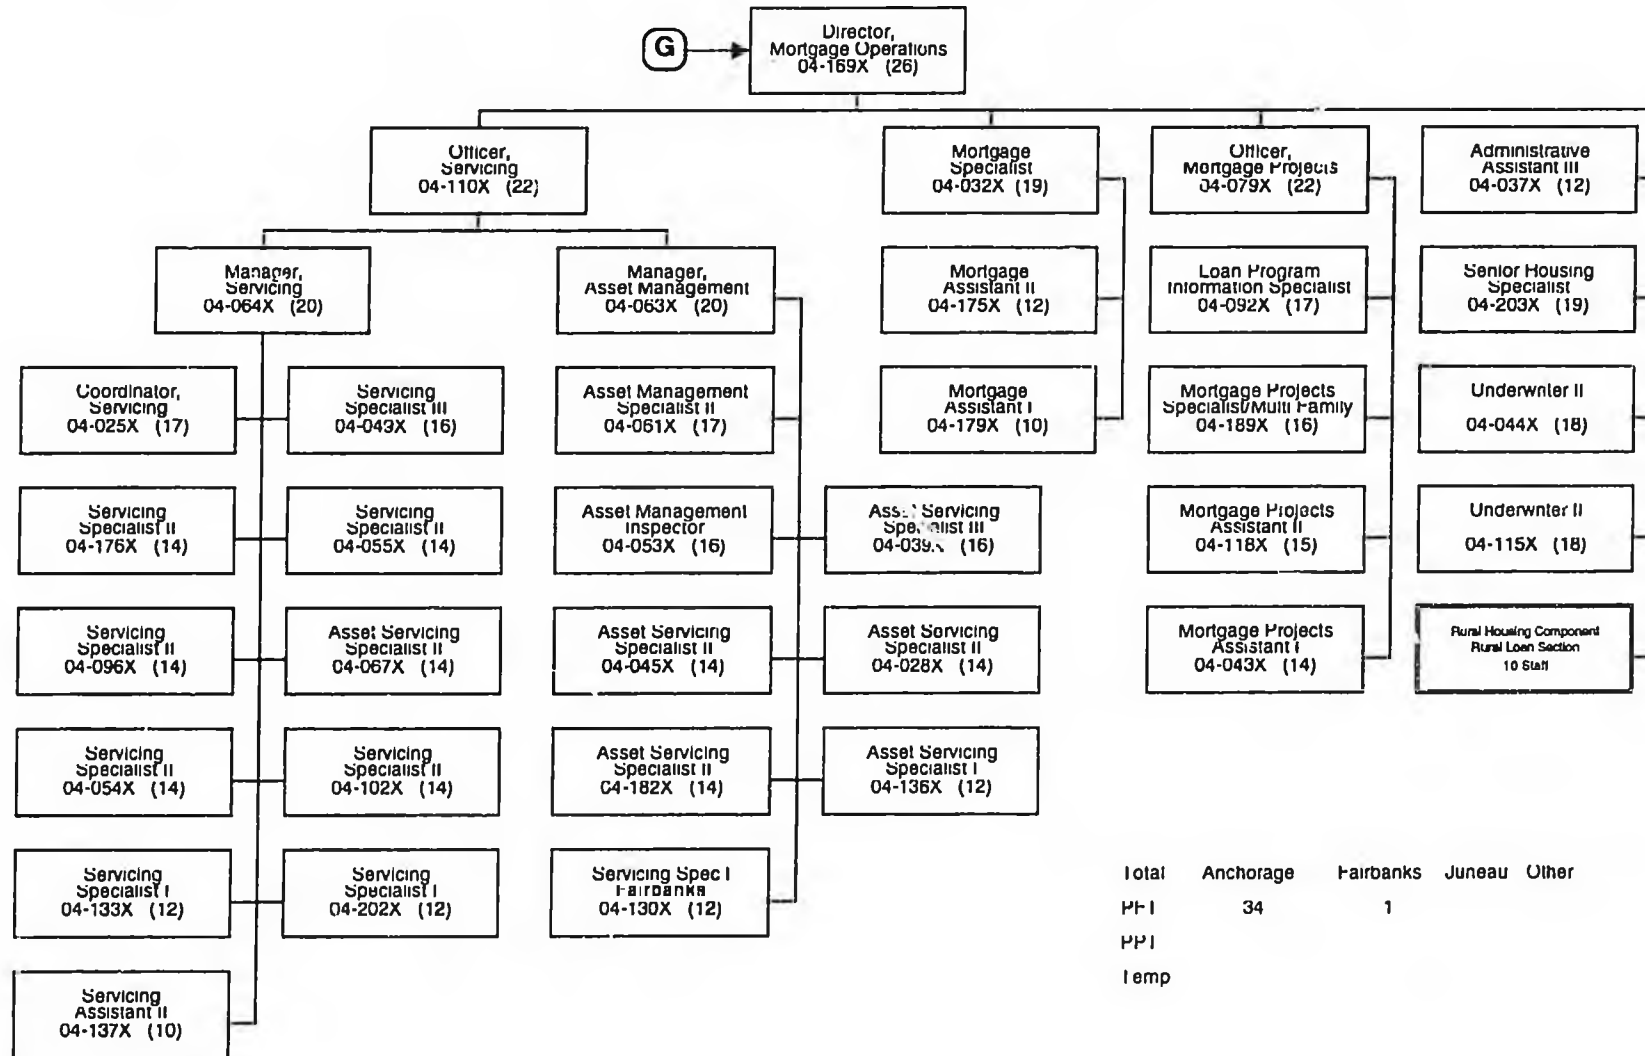 G
Director,
Mortgage Operations
04-169X (26)
Officer,
Servicing
04-110X (22)
Mortgage
Specialist
04-032X (19)
Officer,
Mortgage Projects
04-079X (22)
Administrative
Assistant III
04-037X (12)
Manager,
Servicing
04-064X (20)
Manager,
Asset Management
04-063X (20)
Mortgage
Assistant II
04-175X (12)
Loan Program
Information Specialist
04-092X (17)
Senior Housing
Specialist
04-203X (19)
Coordinator,
Servicing
04-025X (17)
Servicing
Specialist III
04-049X (16)
Asset Management
Specialist II
04-061X (17)
Mortgage
Assistant I
04-179X (10)
Mortgage Projects
Specialist/Multi Family
04-189X (16)
Underwriter II
04-044X (18)
Servicing
Specialist II
04-176X (14)
Servicing
Specialist II
04-055X (14)
Asset Management
Inspector
04-053X (16)
Asset Servicing
Specialist III
04-039X (16)
Mortgage Projects
Assistant II
04-118X (15)
Underwriter II
04-115X (18)
Servicing
Specialist II
04-096X (14)
Asset Servicing
Specialist II
04-067X (14)
Asset Servicing
Specialist II
04-045X (14)
Asset Servicing
Specialist II
04-028X (14)
Mortgage Projects
Assistant I
04-043X (14)
Rural Housing Component
Rural Loan Section
10 Staff
Servicing
Specialist II
04-054X (14)
Servicing
Specialist II
04-102X (14)
Asset Servicing
Specialist II
04-182X (14)
Asset Servicing
Specialist I
04-136X (12)
Servicing
Specialist I
04-133X (12)
Servicing
Specialist I
04-202X (12)
Servicing Spec I
Fairbanks
04-130X (12)
Servicing
Assistant II
04-137X (10)
Total Anchorage Fairbanks Juneau Other
PFT 34 1
PPT
Temp